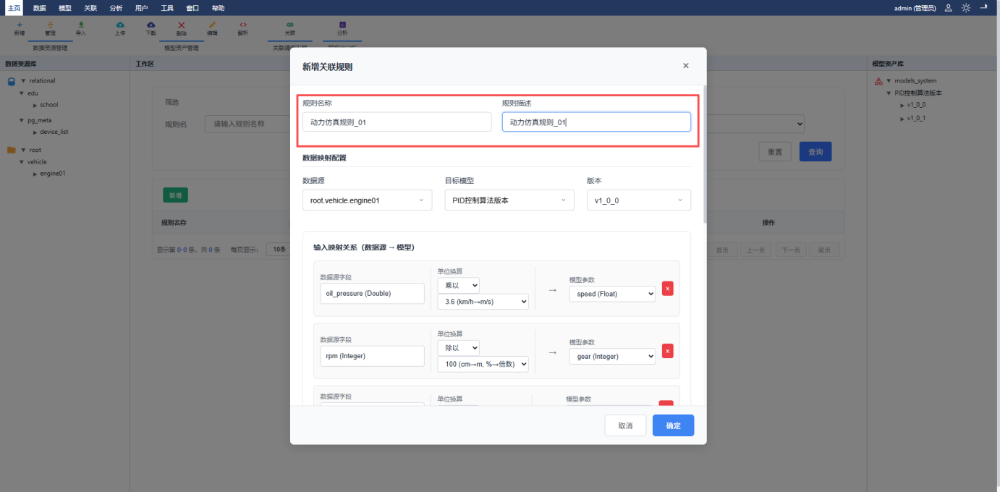 主页 数据 模型 关联 分析 用户 工具 窗口 帮助 admin (管理员)
新增 管理 导入 上传 下载 删除 编辑 解析 关联 分析
数据资源管理 模型资产管理
数据资源库 工作区 模型资产库
relational
edu
school
pg_meta
device_list
root
vehicle
engine01
筛选
规则名 请输入规则名称
重置 查询
新增
规则名称 操作
显示第 0-0 条，共 0 条 每页显示： 10条 首页 上一页 下一页 尾页
models_system
PID控制算法版本
v1_0_0
v1_0_1
新增关联规则 ×
规则名称 规则描述
动力仿真规则_01 动力仿真规则_01
数据映射配置
数据源 目标模型 版本
root.vehicle.engine01 PID控制算法版本 v1_0_0
输入映射关系（数据源 → 模型）
数据源字段 单位换算 模型参数
oil_pressure (Double) 乘以 → speed (Float) x
3.6 (km/h→m/s)
数据源字段 单位换算 模型参数
rpm (Integer) 除以 → gear (Integer) x
100 (cm→m, %→倍数)
数据源字段 单位换算 模型参数
取消 确定